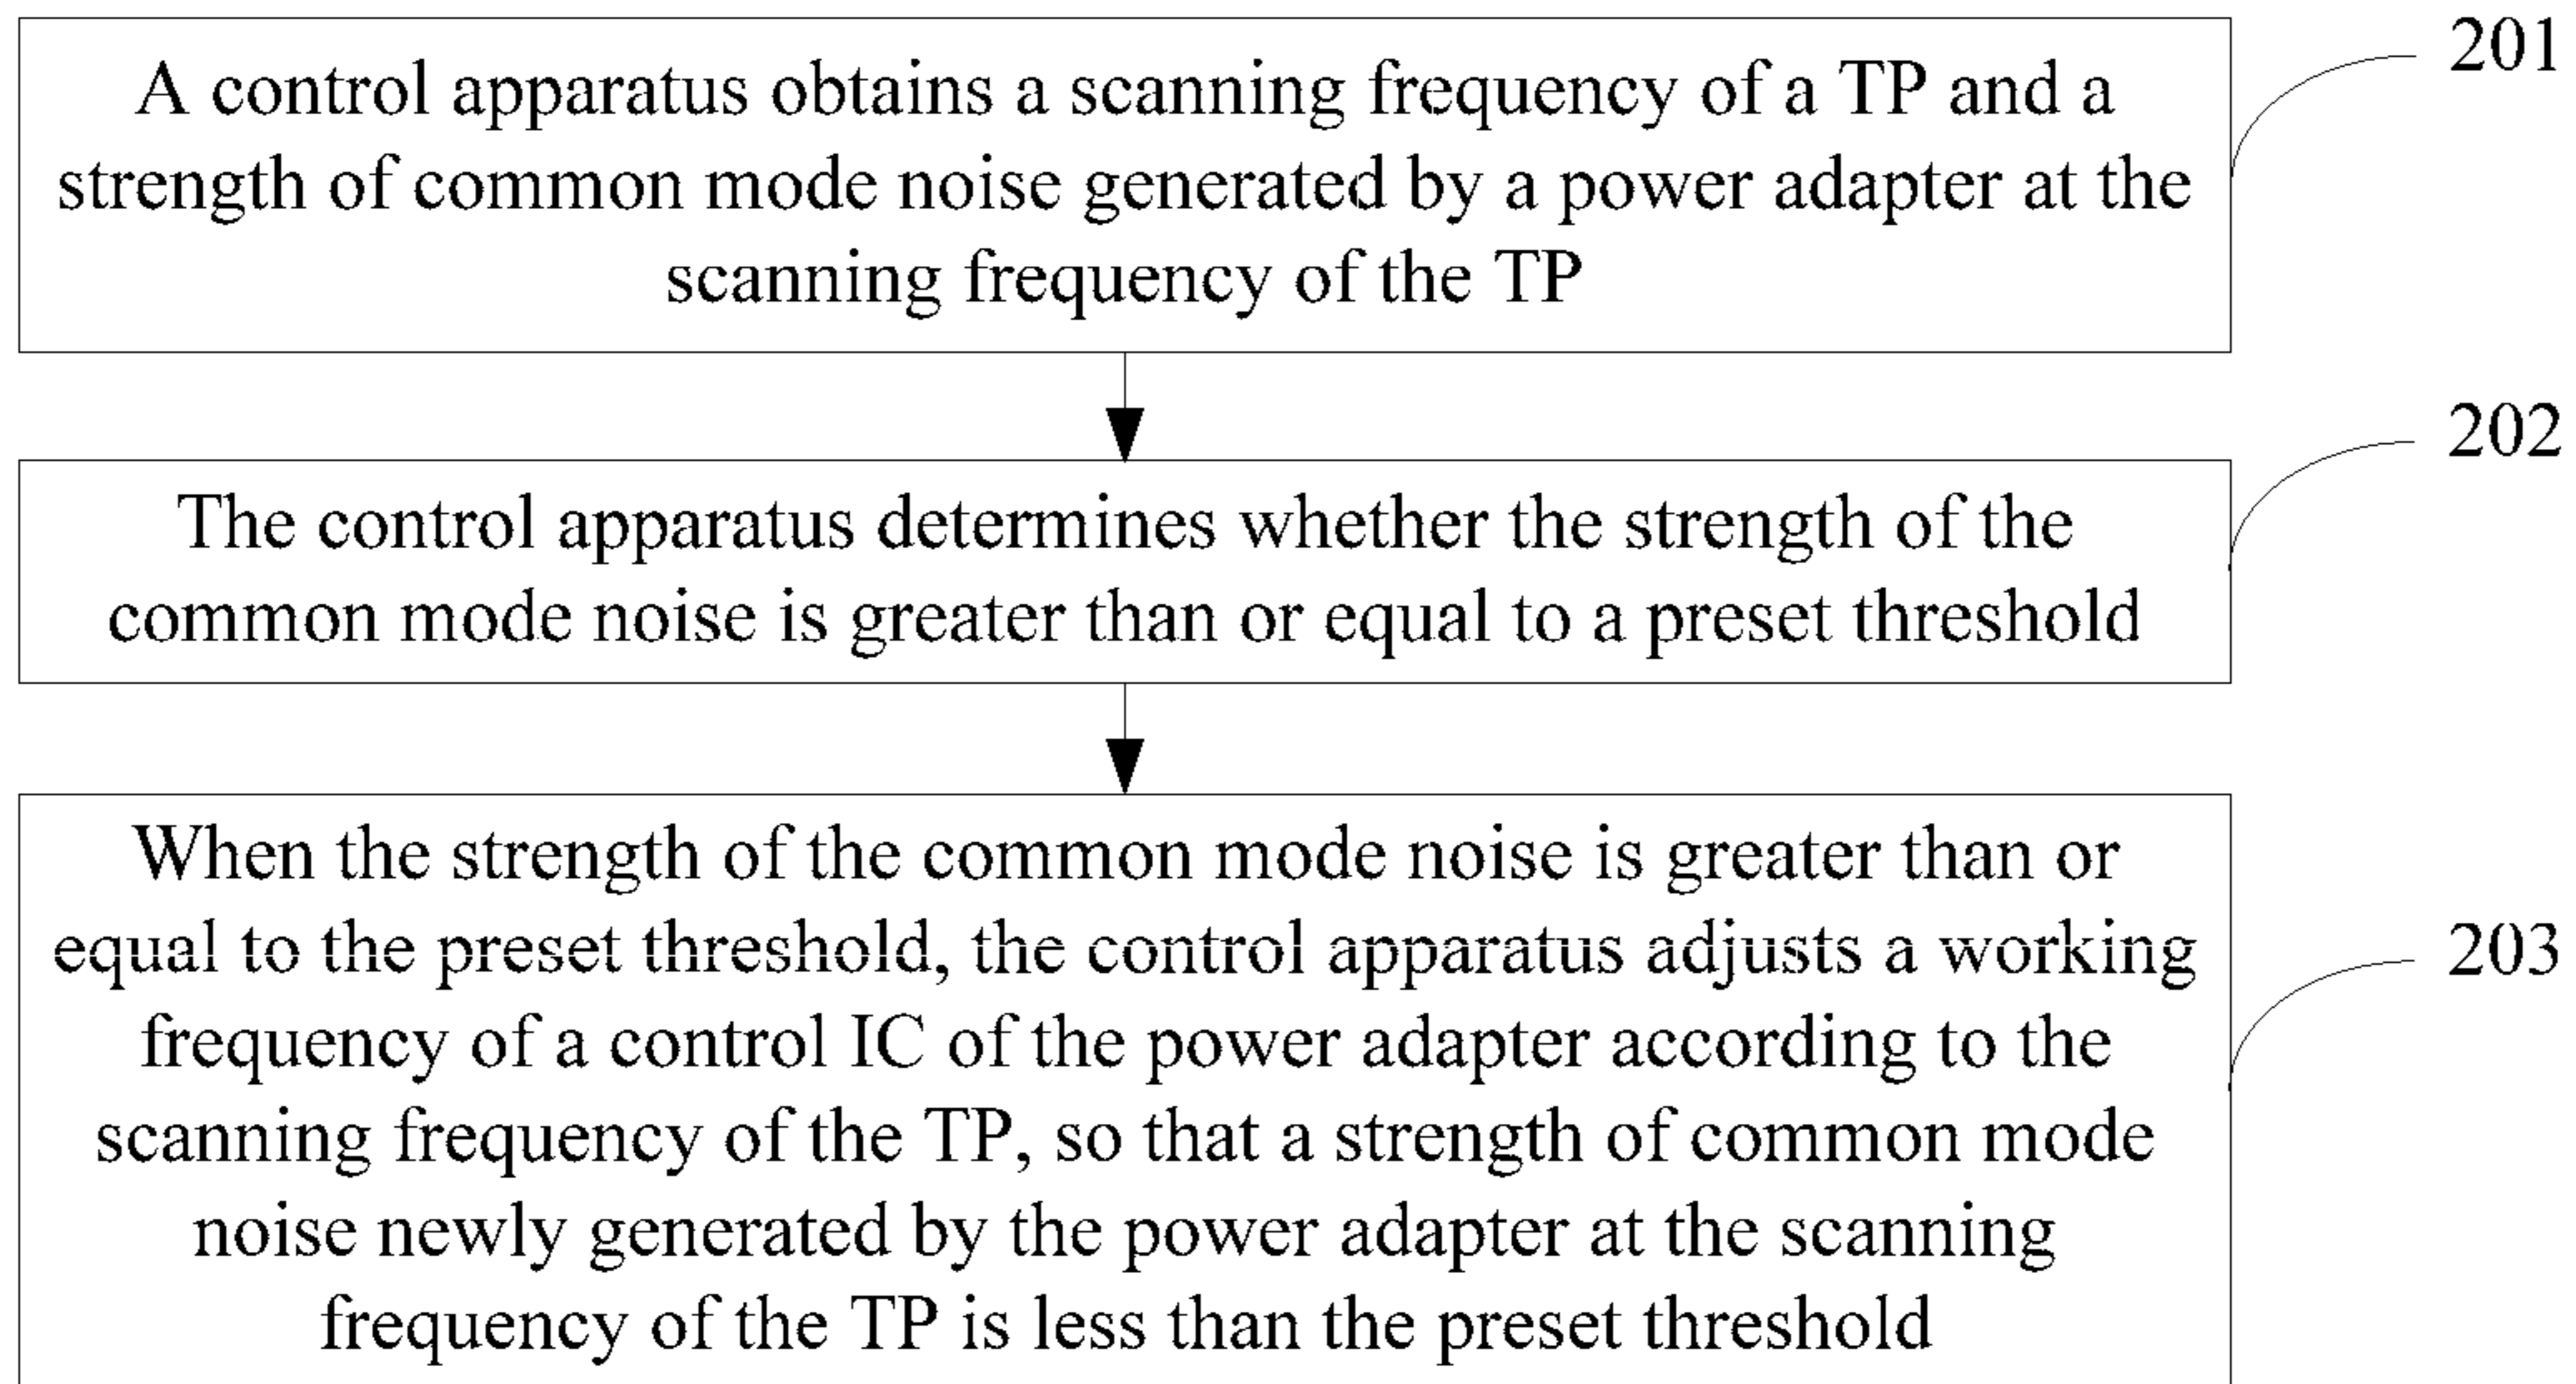 A control apparatus obtains a scanning frequency of a TP and a
strength of common mode noise generated by a power adapter at the
scanning frequency of the TP
201
The control apparatus determines whether the strength of the
common mode noise is greater than or equal to a preset threshold
202
When the strength of the common mode noise is greater than or
equal to the preset threshold, the control apparatus adjusts a working
frequency of a control IC of the power adapter according to the
scanning frequency of the TP, so that a strength of common mode
noise newly generated by the power adapter at the scanning
frequency of the TP is less than the preset threshold
203